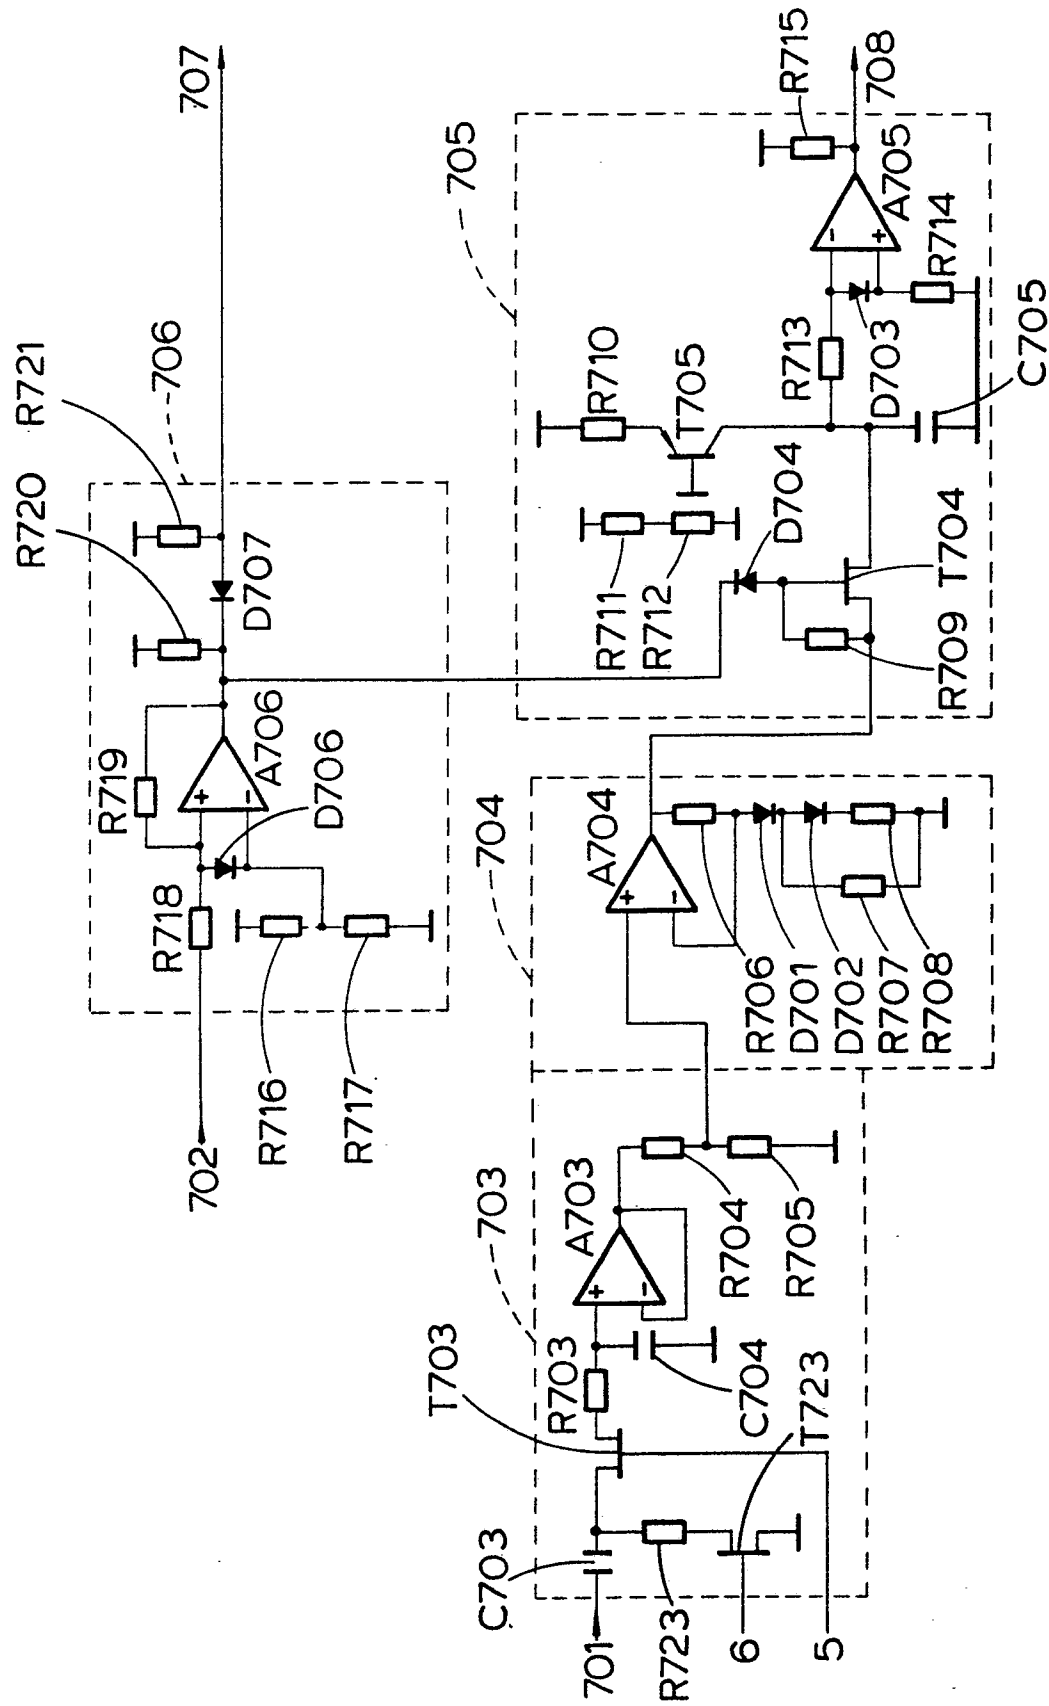 707
R721
R720
706
D707
R719
A706
D706
R718
R716
R717
702
705
R715
708
A705
R714
R713
D703
C705
R710
T705
D704
R711
R712
T704
R709
704
A704
R706
D701
D702
R707
R708
703
A703
R704
R705
T703
R703
C704
T723
C703
701
R723
6
5
+
-
+
-
+
-
+
-
-
+